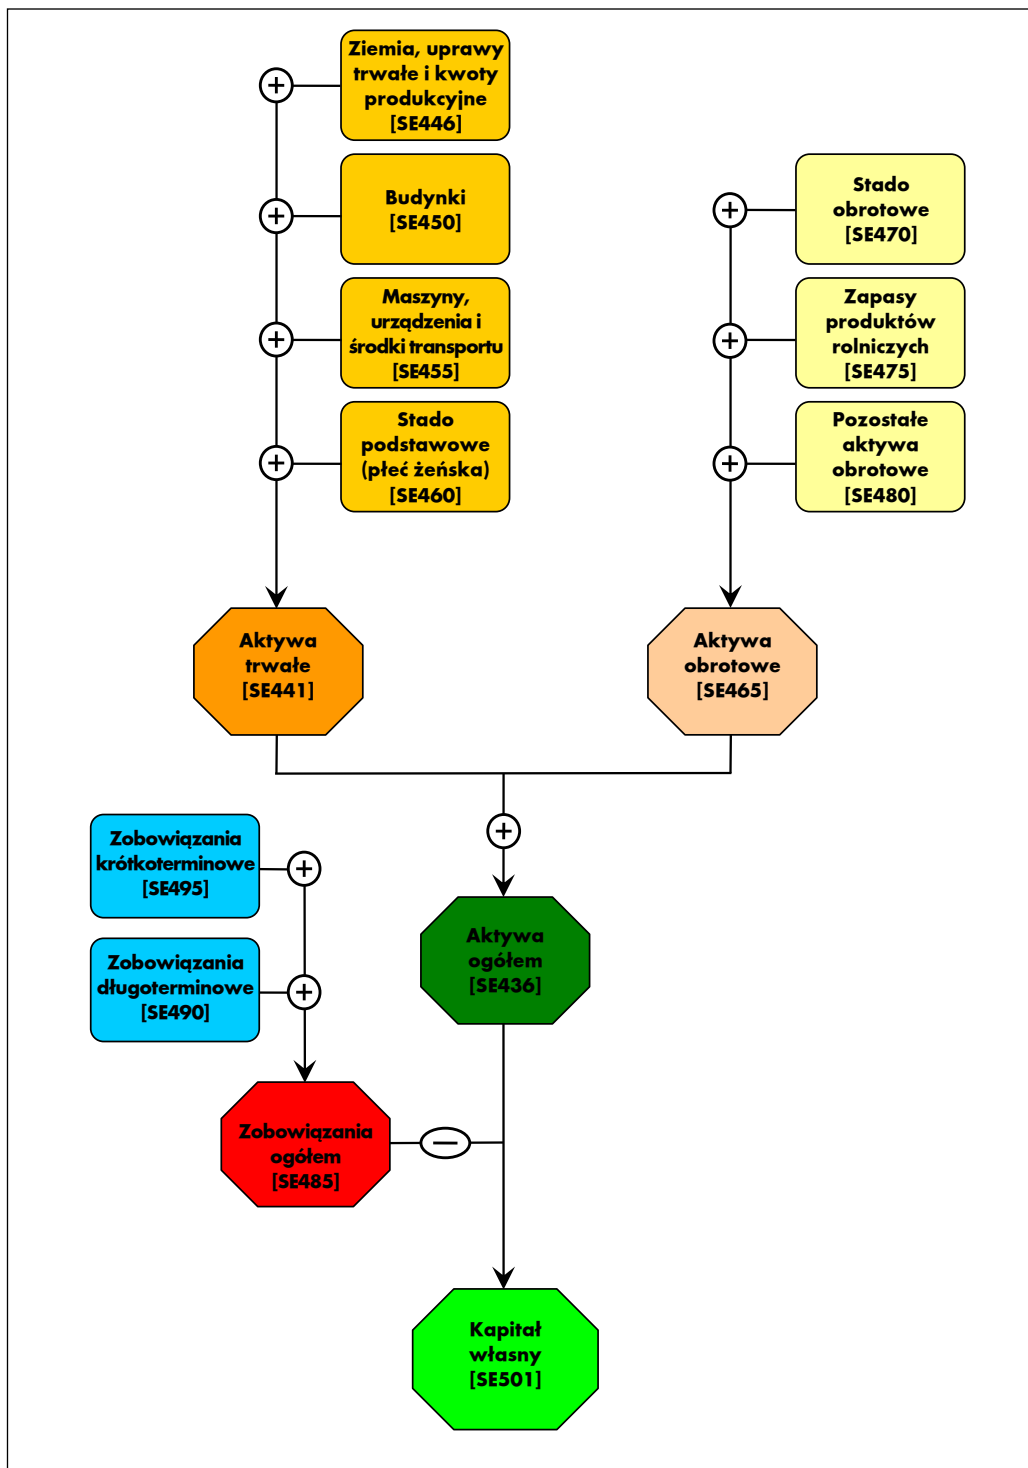 Ziemia, uprawy
trwałe i kwoty
produkcyjne
[SE446]
Budynki
[SE450]
Maszyny,
urządzenia i
środki transportu
[SE455]
Stado
podstawowe
(płeć żeńska)
[SE460]
Stado
obrotowe
[SE470]
Zapasy
produktów
rolniczych
[SE475]
Pozostałe
aktywa
obrotowe
[SE480]
Aktywa
trwałe
[SE441]
Aktywa
obrotowe
[SE465]
Zobowiązania
krótkoterminowe
[SE495]
Zobowiązania
długoterminowe
[SE490]
Aktywa
ogółem
[SE436]
Zobowiązania
ogółem
[SE485]
Kapitał
własny
[SE501]